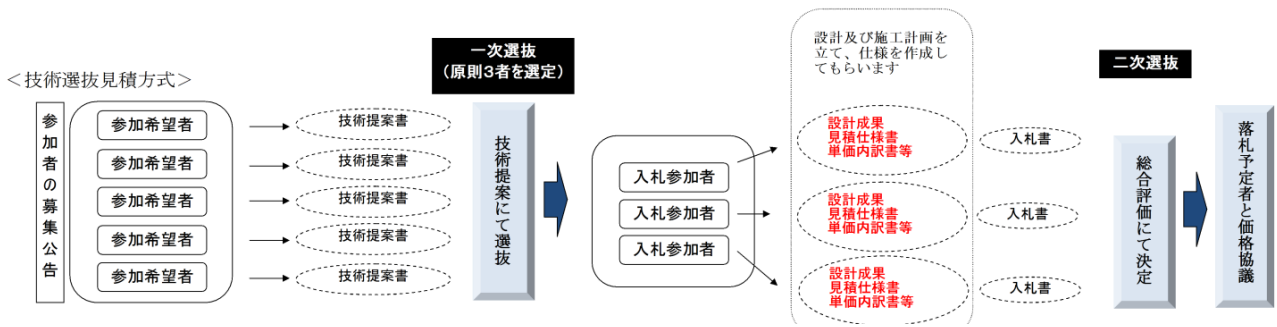 ＜技術選抜見積方式＞
参加者の募集公告
参加希望者
参加希望者
参加希望者
参加希望者
参加希望者
技術提案書
技術提案書
技術提案書
技術提案書
技術提案書
一次選抜
（原則3者を選定）
技術提案にて選抜
入札参加者
入札参加者
入札参加者
設計及び施工計画を
立て、仕様を作成し
てもらいます
設計成果
見積仕様書
単価内訳書等
設計成果
見積仕様書
単価内訳書等
設計成果
見積仕様書
単価内訳書等
入札書
入札書
入札書
二次選抜
総合評価にて決定
落札予定者と価格協議